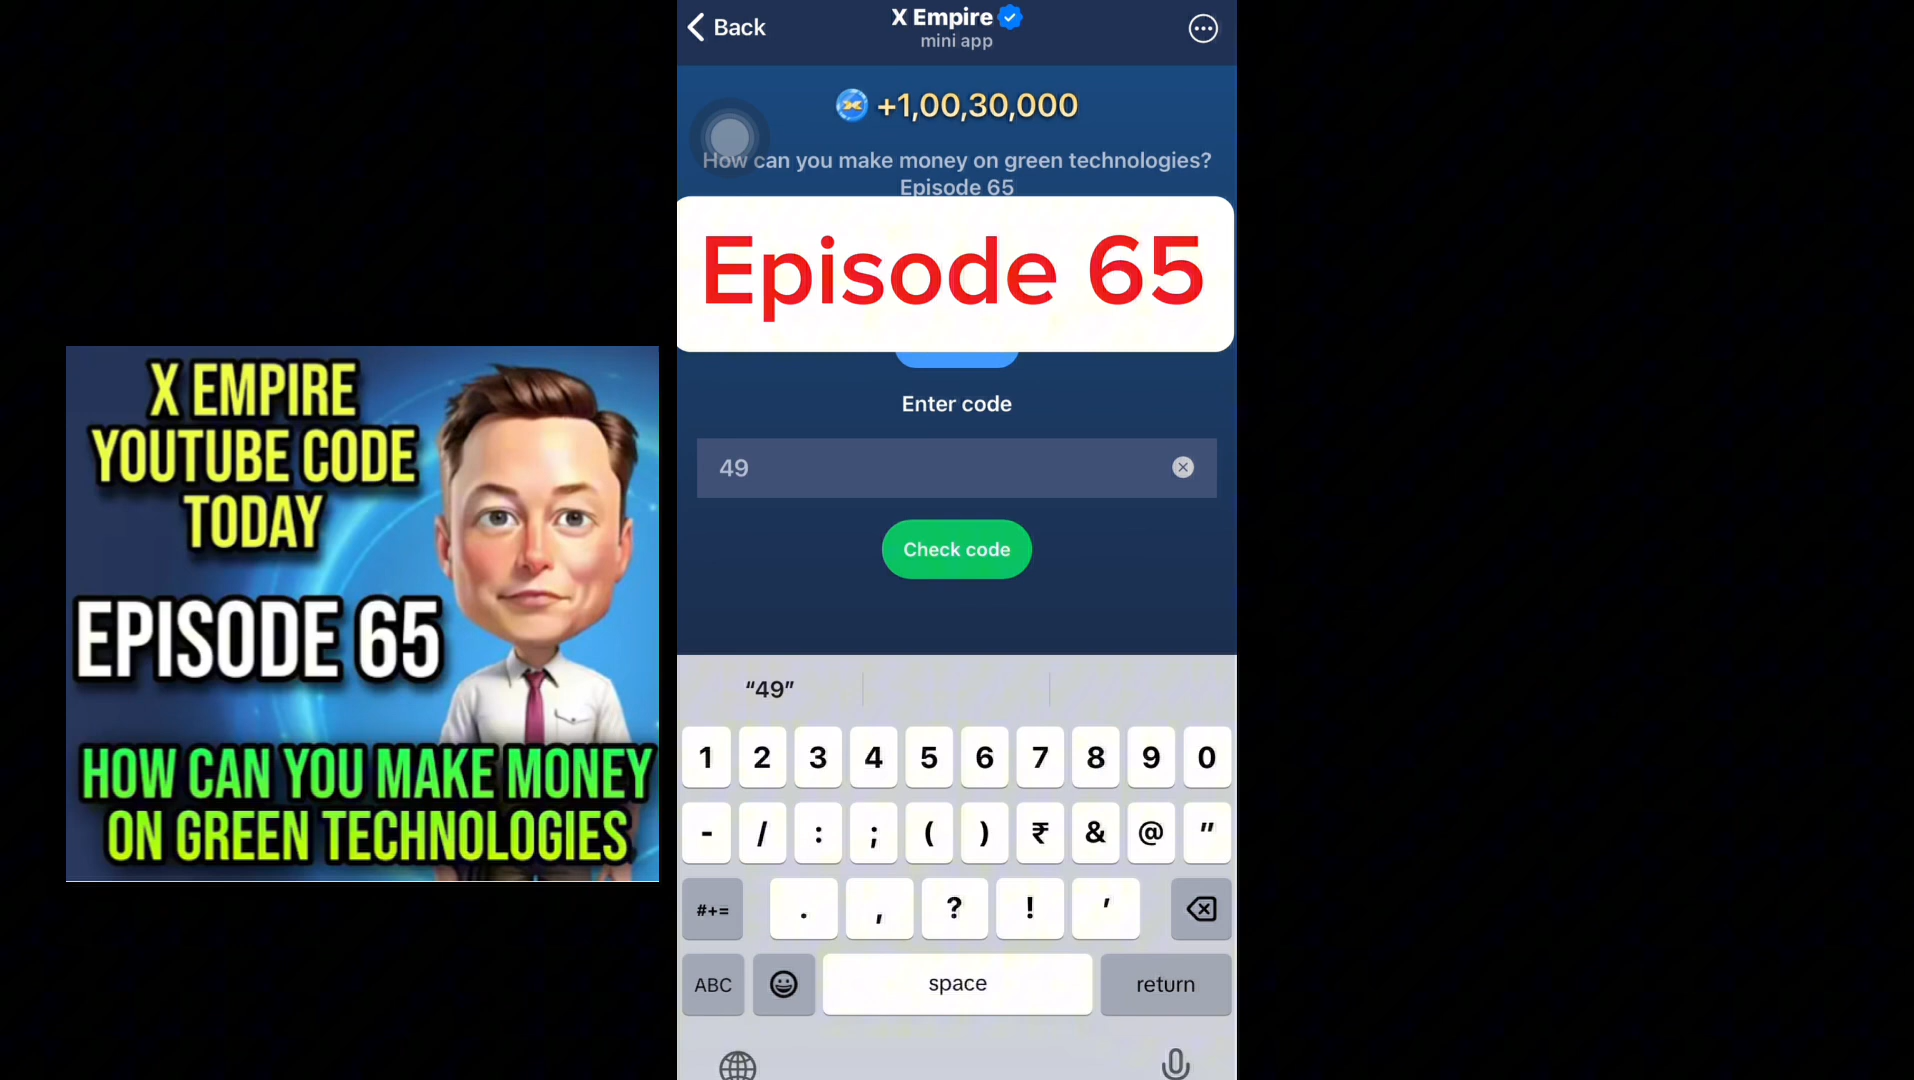 Back
X Empire
mini app
+1,00,30,000
How can you make money on green technologies?
Episode 65
Episode 65
Enter code
49
Check code
X EMPIRE
YOUTUBE CODE
TODAY
EPISODE 65
HOW CAN YOU MAKE MONEY
ON GREEN TECHNOLOGIES
“49”
1 2 3 4 5 6 7 8 9 0
- / : ; ( ) ₹ & @ "
#+= . , ? ! '
ABC space return